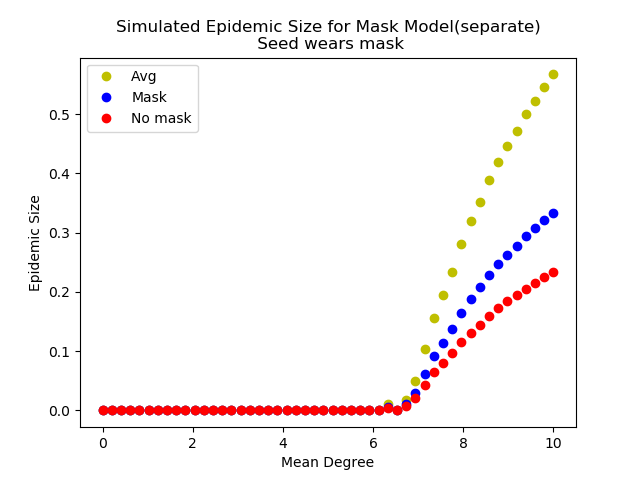 Simulated Epidemic Size for Mask Model(separate)
Seed wears mask
Avg
Mask
No mask
Epidemic Size
0.5
0.4
0.3
0.2
0.1
0.0
0 2 4 6 8 10
Mean Degree